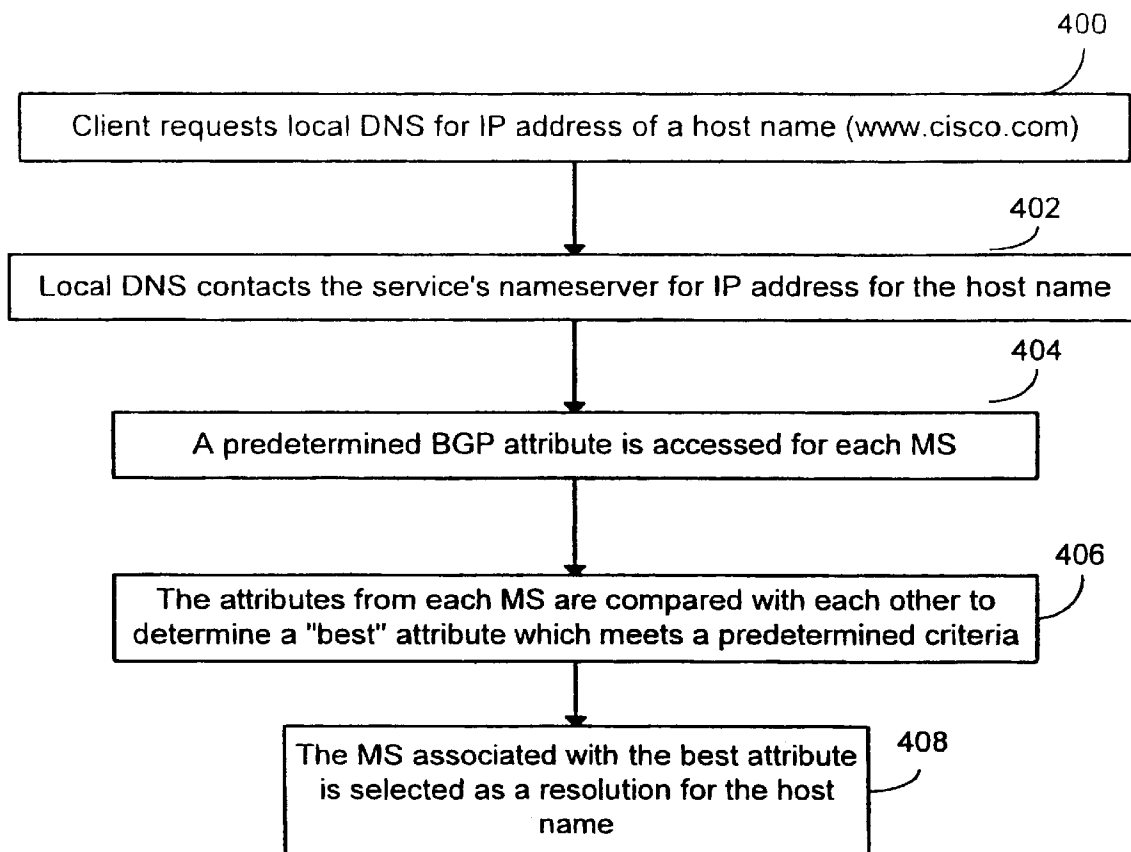 400
Client requests local DNS for IP address of a host name (www.cisco.com)
402
Local DNS contacts the service's nameserver for IP address for the host name
404
A predetermined BGP attribute is accessed for each MS
406
The attributes from each MS are compared with each other to
determine a "best" attribute which meets a predetermined criteria
408
The MS associated with the best attribute
is selected as a resolution for the host
name